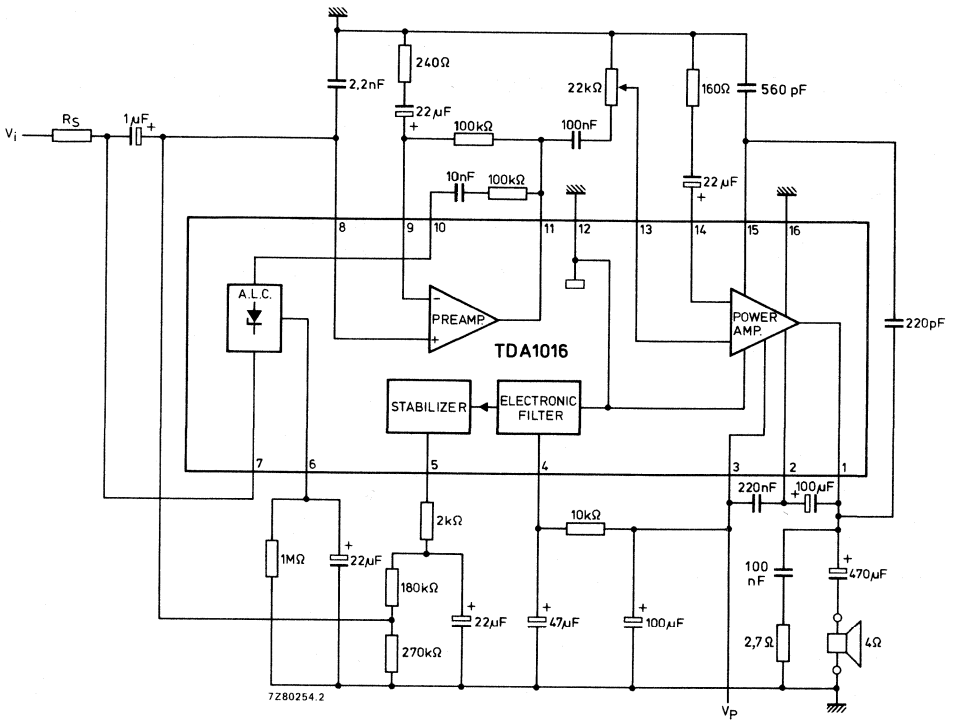 240Ω
2,2nF
22kΩ
160Ω
560 pF
22µF
+
Vi
RS
1µF
+
100kΩ
100nF
10nF
100kΩ
22µF
+
8
9
10
11
12
13
14
15
16
A.L.C.
−
PREAMP.
+
POWER
AMP.
220pF
TDA1016
STABILIZER
ELECTRONIC
FILTER
7
6
5
4
3
2
1
220nF
+
100µF
2kΩ
10kΩ
1MΩ
+
22µF
180kΩ
+
22µF
+
47µF
+
100µF
100
nF
+
470µF
270kΩ
2,7Ω
4Ω
7Z80254.2
VP